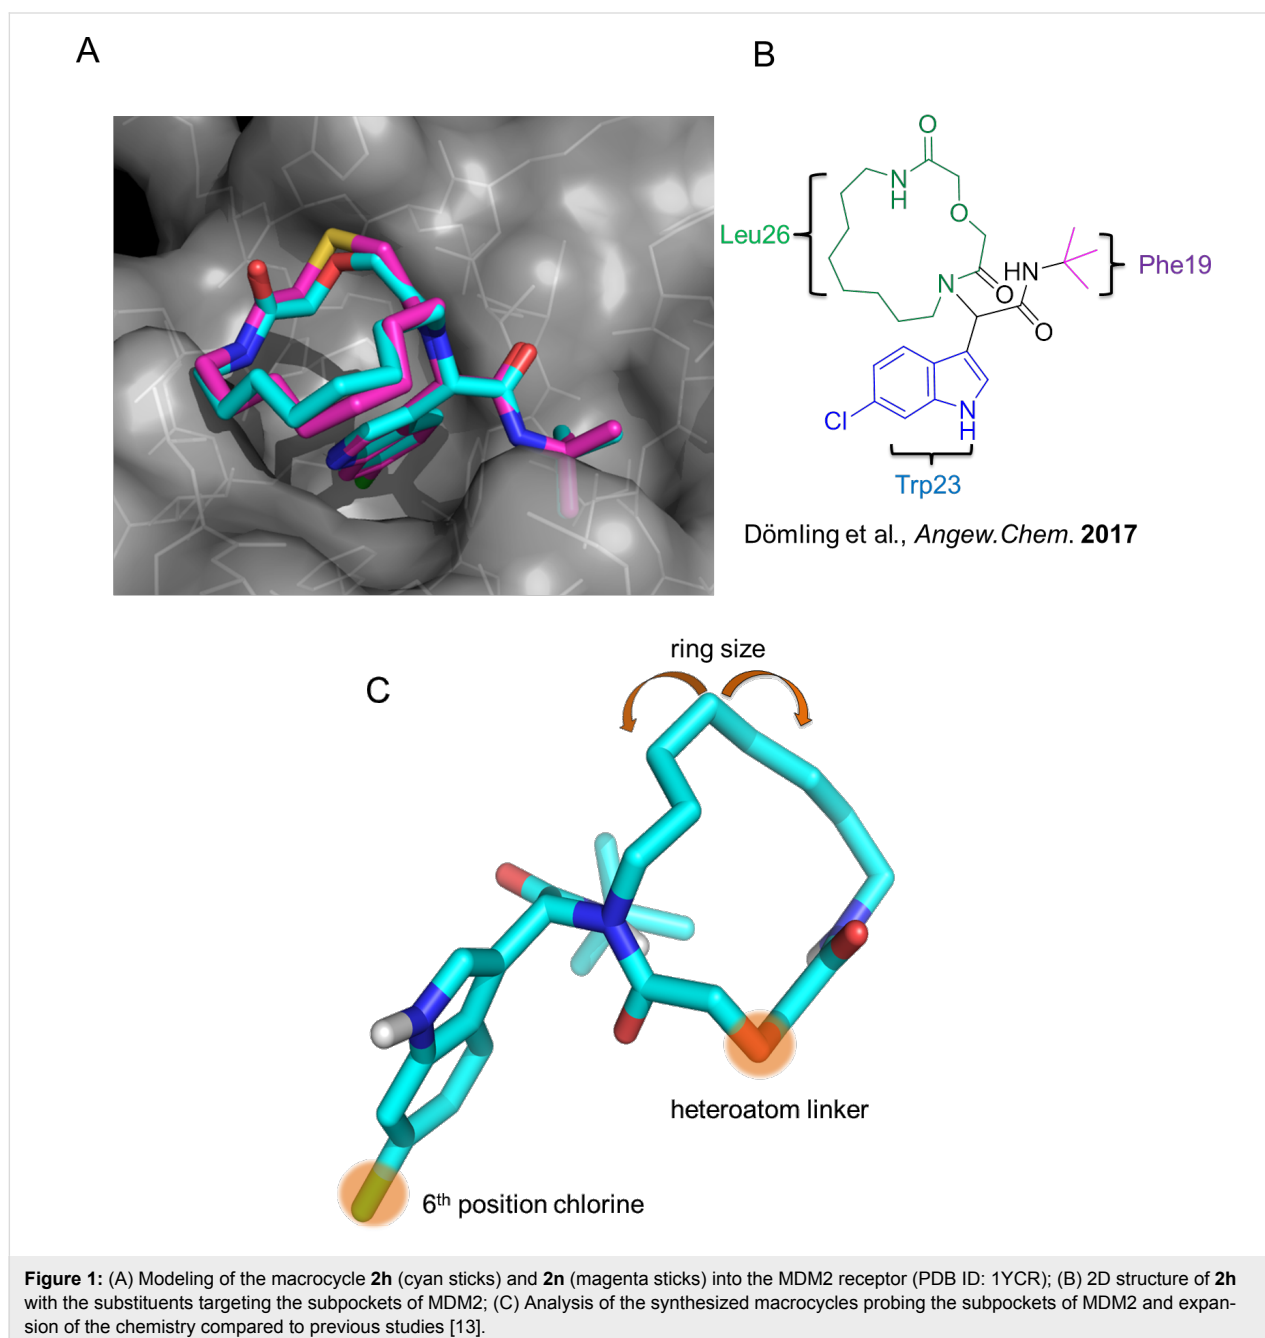 A
B
O
N
H
O
Leu26
N
O
HN
O
Phe19
Cl
N
H
Trp23
Dömling et al., Angew.Chem. 2017
C
ring size
heteroatom linker
6th position chlorine
Figure 1: (A) Modeling of the macrocycle 2h (cyan sticks) and 2n (magenta sticks) into the MDM2 receptor (PDB ID: 1YCR); (B) 2D structure of 2h
with the substituents targeting the subpockets of MDM2; (C) Analysis of the synthesized macrocycles probing the subpockets of MDM2 and expan-
sion of the chemistry compared to previous studies [13].